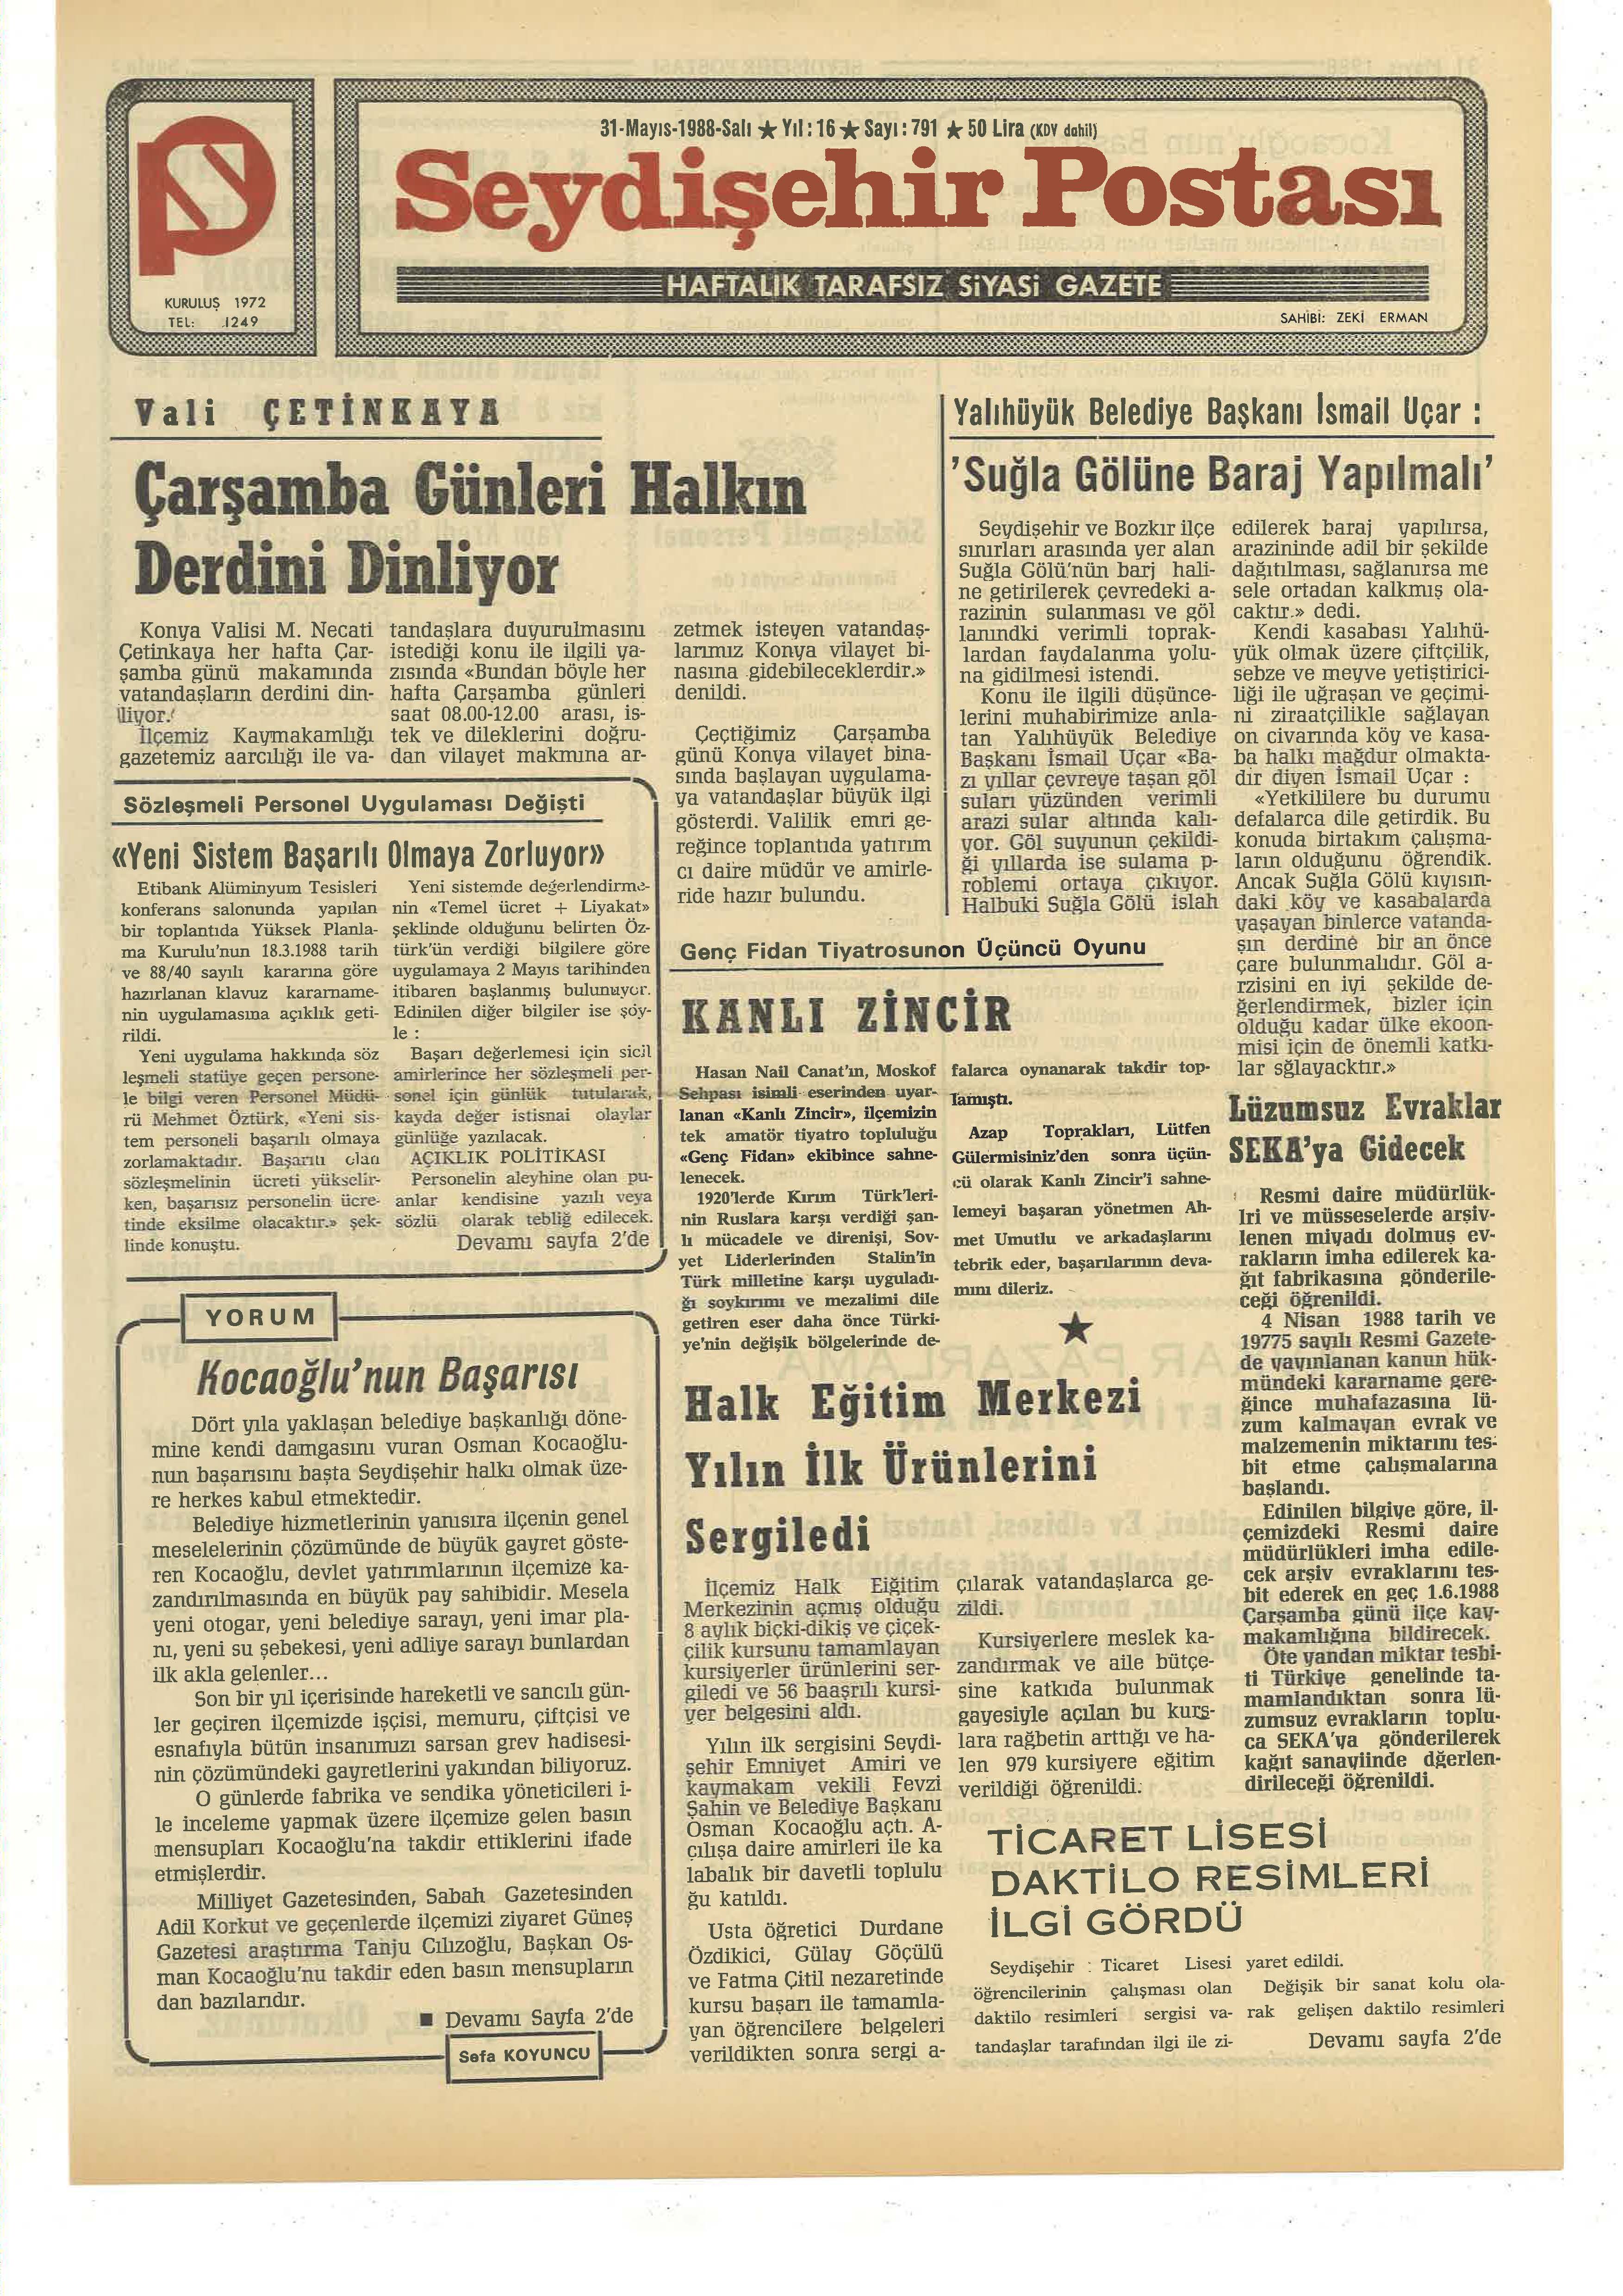 31-Mayıs-1988-Salı ★ Yıl : 16 ★ Sayı : 791 ★ 50 Lira (KDV dahil)
Seydişehir Postası
HAFTALIK TARAFSIZ SİYASİ GAZETE
KURULUŞ 1972
TEL: 1249
SAHİBİ: ZEKİ ERMAN
Vali ÇETİNKAYA
Çarşamba Günleri Halkın
Derdini Dinliyor
Konya Valisi M. Necati
Çetinkaya her hafta Çar-
şamba günü makamında
vatandaşların derdini din-
liyor.
İlçemiz Kaymakamlığı
gazetemiz aarcılığı ile va-
tandaşlara duyurulmasını
istediği konu ile ilgili ya-
zısında «Bundan böyle her
hafta Çarşamba günleri
saat 08.00-12.00 arası, is-
tek ve dileklerini doğru-
dan vilayet makmına ar-
zetmek isteyen vatandaş-
larımız Konya vilayet bi-
nasına gidebileceklerdir.»
denildi.
Geçtiğimiz Çarşamba
günü Konya vilayet bina-
sında başlayan uygulama-
ya vatandaşlar büyük ilgi
gösterdi. Valilik emri ge-
reğince toplantıda yatırım
cı daire müdür ve amirle-
ride hazır bulundu.
Yalıhüyük Belediye Başkanı İsmail Uçar :
'Suğla Gölüne Baraj Yapılmalı'
Seydişehir ve Bozkır ilçe
sınırları arasında yer alan
Suğla Gölü'nün barj hali-
ne getirilerek çevredeki a-
razinin sulanması ve göl
lanındki verimli toprak-
lardan faydalanma yolu-
na gidilmesi istendi.
Konu ile ilgili düşünce-
lerini muhabirimize anla-
tan Yalıhüyük Belediye
Başkanı İsmail Uçar «Ba-
zı yıllar çevreye taşan göl
suları yüzünden verimli
arazi sular altında kalı-
yor. Göl suyunun çekildi-
ği yıllarda ise sulama p-
roblemi ortaya çıkıyor.
Halbuki Suğla Gölü islah
edilerek baraj yapılırsa,
arazininde adil bir şekilde
dağıtılması, sağlanırsa me
sele ortadan kalkmış ola-
caktır.» dedi.
Kendi kasabası Yalıhü-
yük olmak üzere çiftçilik,
sebze ve meyve yetiştirici-
liği ile uğraşan ve geçimi-
ni ziraatçilikle sağlayan
on civarında köy ve kasa-
ba halkı mağdur olmakta-
dır diyen İsmail Uçar :
«Yetkililere bu durumu
defalarca dile getirdik. Bu
konuda birtakım çalışma-
ların olduğunu öğrendik.
Ancak Suğla Gölü kıyısın-
daki köy ve kasabalarda
yaşayan binlerce vatanda-
şın derdine bir an önce
çare bulunmalıdır. Göl a-
rzisini en iyi şekilde de-
ğerlendirmek, bizler için
olduğu kadar ülke ekoon-
misi için de önemli katkı-
lar sğlayacktır.»
Sözleşmeli Personel Uygulaması Değişti
«Yeni Sistem Başarılı Olmaya Zorluyor»
Etibank Alüminyum Tesisleri
konferans salonunda yapılan
bir toplantıda Yüksek Planla-
ma Kurulu'nun 18.3.1988 tarih
ve 88/40 sayılı kararına göre
hazırlanan klavuz kararname-
nin uygulamasına açıklık geti-
rildi.
Yeni uygulama hakkında söz
leşmeli statüye geçen persone-
le bilgi veren Personel Müdü-
rü Mehmet Öztürk, «Yeni sis-
tem personeli başarılı olmaya
zorlamaktadır. Başarılı olan
sözleşmelinin ücreti yükselir-
ken, başarısız personelin ücre-
tinde eksilme olacaktır.» şek-
linde konuştu.
Yeni sistemde değerlendirme-
nin «Temel ücret + Liyakat»
şeklinde olduğunu belirten Öz-
türk'ün verdiği bilgilere göre
uygulamaya 2 Mayıs tarihinden
itibaren başlanmış bulunuyor.
Edinilen diğer bilgiler ise şöy-
le :
Başarı değerlemesi için sicil
amirlerince her sözleşmeli per-
sonel için günlük tutularak,
kayda değer istisnai olaylar
günlüğe yazılacak.
AÇIKLIK POLİTİKASI
Personelin aleyhine olan pu-
anlar kendisine yazılı veya
sözlü olarak tebliğ edilecek.
Devamı sayfa 2'de
Genç Fidan Tiyatrosunon Üçüncü Oyunu
KANLI ZİNCİR
Hasan Nail Canat'ın, Moskof
Sehpası isimli eserinden uyar-
lanan «Kanlı Zincir», ilçemizin
tek amatör tiyatro topluluğu
«Genç Fidan» ekibince sahne-
lenecek.
1920'lerde Kırım Türk'leri-
nin Ruslara karşı verdiği şan-
lı mücadele ve direnişi, Sov-
yet Liderlerinden Stalin'in
Türk milletine karşı uyguladı-
ğı soykırımı ve mezalimi dile
getiren eser daha önce Türki-
ye'nin değişik bölgelerinde de-
falarca oynanarak takdir top-
lamıştı.
Azap Toprakları, Lütfen
Gülermisiniz'den sonra üçün-
cü olarak Kanlı Zincir'i sahne-
lemeyi başaran yönetmen Ah-
met Umutlu ve arkadaşlarını
tebrik eder, başarılarının deva-
mını dileriz.
★
Lüzumsuz Evraklar
SEKA'ya Gidecek
Resmi daire müdürlük-
lri ve müsseselerde arşiv-
lenen miyadı dolmuş ev-
rakların imha edilerek ka-
ğıt fabrikasına gönderile-
ceği öğrenildi.
4 Nisan 1988 tarih ve
19775 sayılı Resmi Gazete-
de yayınlanan kanun hük-
mündeki kararname gere-
ğince muhafazasına lü-
zum kalmayan evrak ve
malzemenin miktarını tes-
bit etme çalışmalarına
başlandı.
Edinilen bilgiye göre, il-
çemizdeki Resmi daire
müdürlükleri imha edile-
cek arşiv evraklarını tes-
bit ederek en geç 1.6.1988
Çarşamba günü ilçe kay-
makamlığına bildirecek.
Öte yandan miktar tesbi-
ti Türkiye genelinde ta-
mamlandıktan sonra lü-
zumsuz evrakların toplu-
ca SEKA'ya gönderilerek
kağıt sanayiinde dğerlen-
dirileceği öğrenildi.
YORUM
Kocaoğlu'nun Başarısı
Dört yıla yaklaşan belediye başkanlığı döne-
mine kendi damgasını vuran Osman Kocaoğlu-
nun başarısını başta Seydişehir halkı olmak üze-
re herkes kabul etmektedir.
Belediye hizmetlerinin yanısıra ilçenin genel
meselelerinin çözümünde de büyük gayret göste-
ren Kocaoğlu, devlet yatırımlarının ilçemize ka-
zandırılmasında en büyük pay sahibidir. Mesela
yeni otogar, yeni belediye sarayı, yeni imar pla-
nı, yeni su şebekesi, yeni adliye sarayı bunlardan
ilk akla gelenler...
Son bir yıl içerisinde hareketli ve sancılı gün-
ler geçiren ilçemizde işçisi, memuru, çiftçisi ve
esnafıyla bütün insanımızı sarsan grev hadisesi-
nin çözümündeki gayretlerini yakından biliyoruz.
O günlerde fabrika ve sendika yöneticileri i-
le inceleme yapmak üzere ilçemize gelen basın
mensupları Kocaoğlu'na takdir ettiklerini ifade
etmişlerdir.
Milliyet Gazetesinden, Sabah Gazetesinden
Adil Korkut ve geçenlerde ilçemizi ziyaret Güneş
Gazetesi araştırma Tanju Cılızoğlu, Başkan Os-
man Kocaoğlu'nu takdir eden basın mensupların
dan bazılarıdır.
■ Devamı Sayfa 2'de
Sefa KOYUNCU
Halk Eğitim Merkezi
Yılın İlk Ürünlerini
Sergiledi
İlçemiz Halk Eiğitim
Merkezinin açmış olduğu
8 aylık biçki-dikiş ve çiçek-
çilik kursunu tamamlayan
kursiyerler ürünlerini ser-
giledi ve 56 baaşrılı kursi-
yer belgesini aldı.
Yılın ilk sergisini Seydi-
şehir Emniyet Amiri ve
kaymakam vekili Fevzi
Şahin ve Belediye Başkanı
Osman Kocaoğlu açtı. A-
çılışa daire amirleri ile ka
labalık bir davetli toplulu
ğu katıldı.
Usta öğretici Durdane
Özdikici, Gülay Göçülü
ve Fatma Çitil nezaretinde
kursu başarı ile tamamla-
yan öğrencilere belgeleri
verildikten sonra sergi a-
çılarak vatandaşlarca ge-
zildi.
Kursiyerlere meslek ka-
zandırmak ve aile bütçe-
sine katkıda bulunmak
gayesiyle açılan bu kurs-
lara rağbetin arttığı ve ha-
len 979 kursiyere eğitim
verildiği öğrenildi.
TİCARET LİSESİ
DAKTİLO RESİMLERİ
İLGİ GÖRDÜ
Seydişehir : Ticaret Lisesi
öğrencilerinin çalışması olan
daktilo resimleri sergisi va-
tandaşlar tarafından ilgi ile zi-
yaret edildi.
Değişik bir sanat kolu ola-
rak gelişen daktilo resimleri
Devamı sayfa 2'de